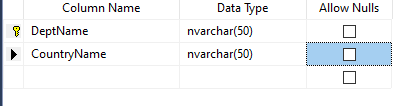 Column Name Data Type Allow Nulls
DeptName nvarchar(50)
CountryName nvarchar(50)